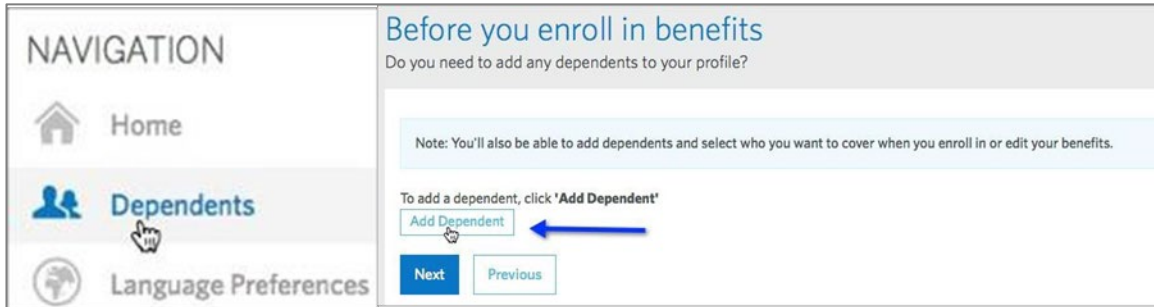 NAVIGATION
Home
Dependents
Language Preferences
Before you enroll in benefits
Do you need to add any dependents to your profile?
Note: You'll also be able to add dependents and select who you want to cover when you enroll in or edit your benefits.
To add a dependent, click 'Add Dependent'
Add Dependent
Next Previous